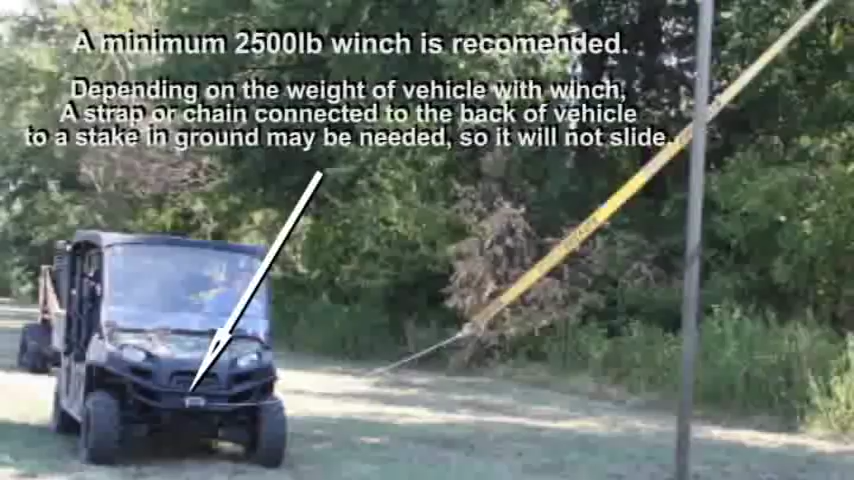 A minimum 2500lb winch is recomended.
Depending on the weight of vehicle with winch,
A strap or chain connected to the back of vehicle
to a stake in ground may be needed, so it will not slide.